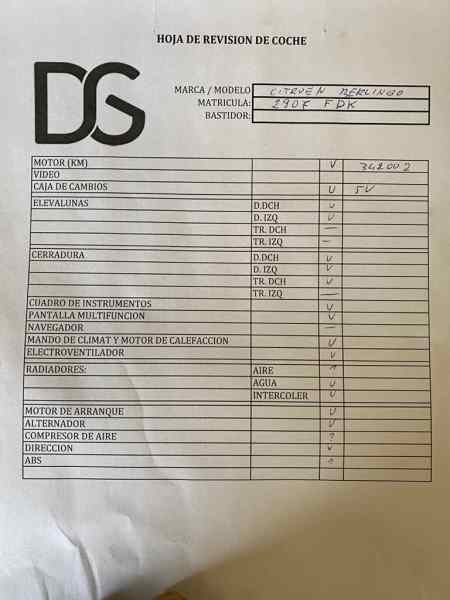 HOJA DE REVISION DE COCHE
DG
MARCA / MODELO CITROEN BERLINGO
MATRICULA: 2907 FDK
BASTIDOR:
MOTOR (KM) V 342002
VIDEO
CAJA DE CAMBIOS V 5V
ELEVALUNAS D.DCH V
D. IZQ V
TR. DCH —
TR. IZQ —
CERRADURA D.DCH V
D. IZQ V
TR. DCH V
TR. IZQ —
CUADRO DE INSTRUMENTOS V
PANTALLA MULTIFUNCION V
NAVEGADOR —
MANDO DE CLIMAT Y MOTOR DE CALEFACCION V
ELECTROVENTILADOR V
RADIADORES: AIRE
AGUA V
INTERCOLER V
MOTOR DE ARRANQUE V
ALTERNADOR V
COMPRESOR DE AIRE ?
DIRECCION V
ABS